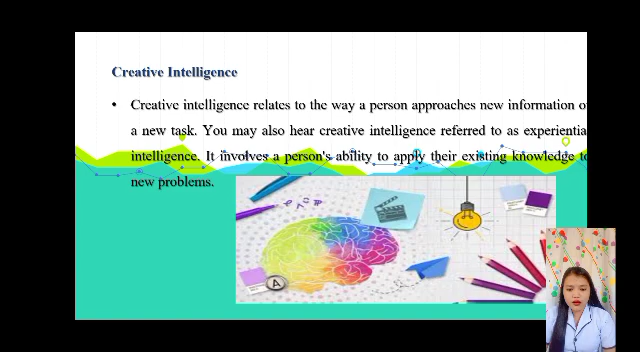 Creative Intelligence
• Creative intelligence relates to the way a person approaches new information o
a new task. You may also hear creative intelligence referred to as experientia
intelligence. It involves a person's ability to apply their existing knowledge to
new problems.
A